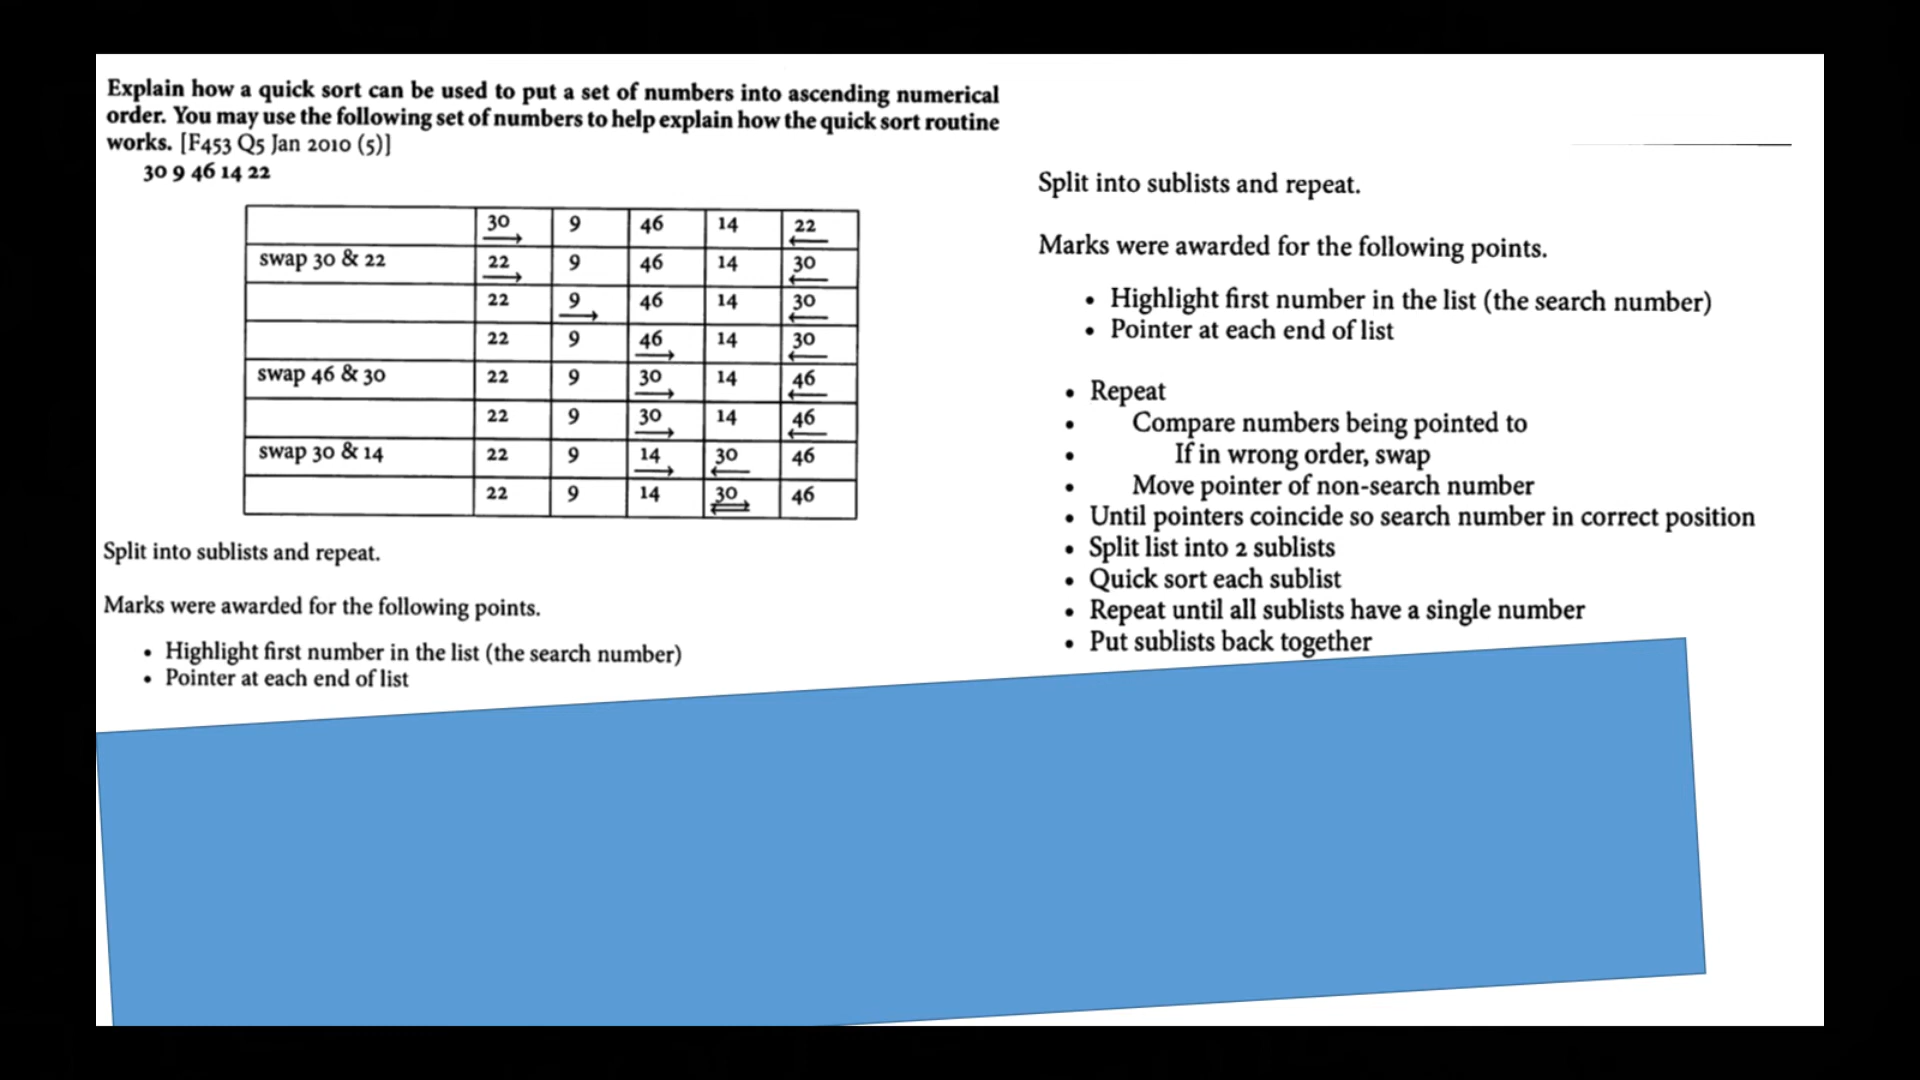 Explain how a quick sort can be used to put a set of numbers into ascending numerical
order. You may use the following set of numbers to help explain how the quick sort routine
works. [F453 Q5 Jan 2010 (5)]
30 9 46 14 22
30 9 46 14 22
swap 30 & 22 22 9 46 14 30
22 9 46 14 30
22 9 46 14 30
swap 46 & 30 22 9 30 14 46
22 9 30 14 46
swap 30 & 14 22 9 14 30 46
22 9 14 30 46
Split into sublists and repeat.
Marks were awarded for the following points.
• Highlight first number in the list (the search number)
• Pointer at each end of list
Split into sublists and repeat.
Marks were awarded for the following points.
• Highlight first number in the list (the search number)
• Pointer at each end of list
• Repeat
• Compare numbers being pointed to
• If in wrong order, swap
• Move pointer of non-search number
• Until pointers coincide so search number in correct position
• Split list into 2 sublists
• Quick sort each sublist
• Repeat until all sublists have a single number
• Put sublists back together